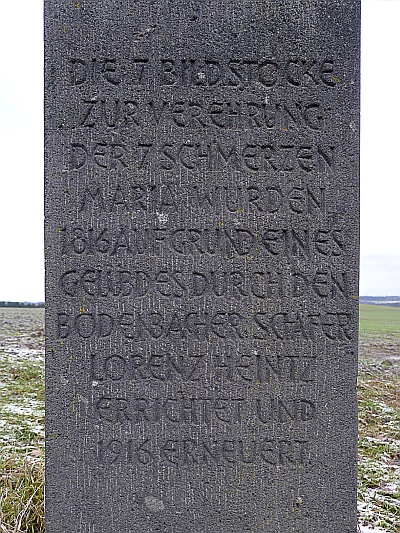 DIE 7 BILDSTÖCKE
ZUR VEREHRUNG
DER 7 SCHMERZEN
MARIÄ WURDEN
1816 AUFGRUND EINES
GELÜBDES DURCH DEN
BODENBACHER SCHÄFER
LORENZ HEINTZ
ERRICHTET UND
1916 ERNEUERT.